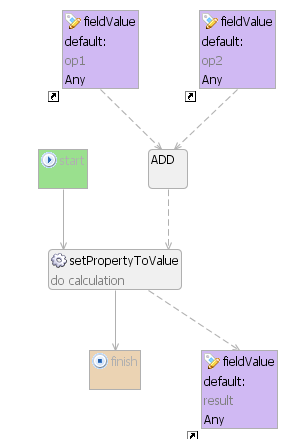 fieldValue
default:
op1
Any
fieldValue
default:
op2
Any
start
ADD
setPropertyToValue
do calculation
finish
fieldValue
default:
result
Any